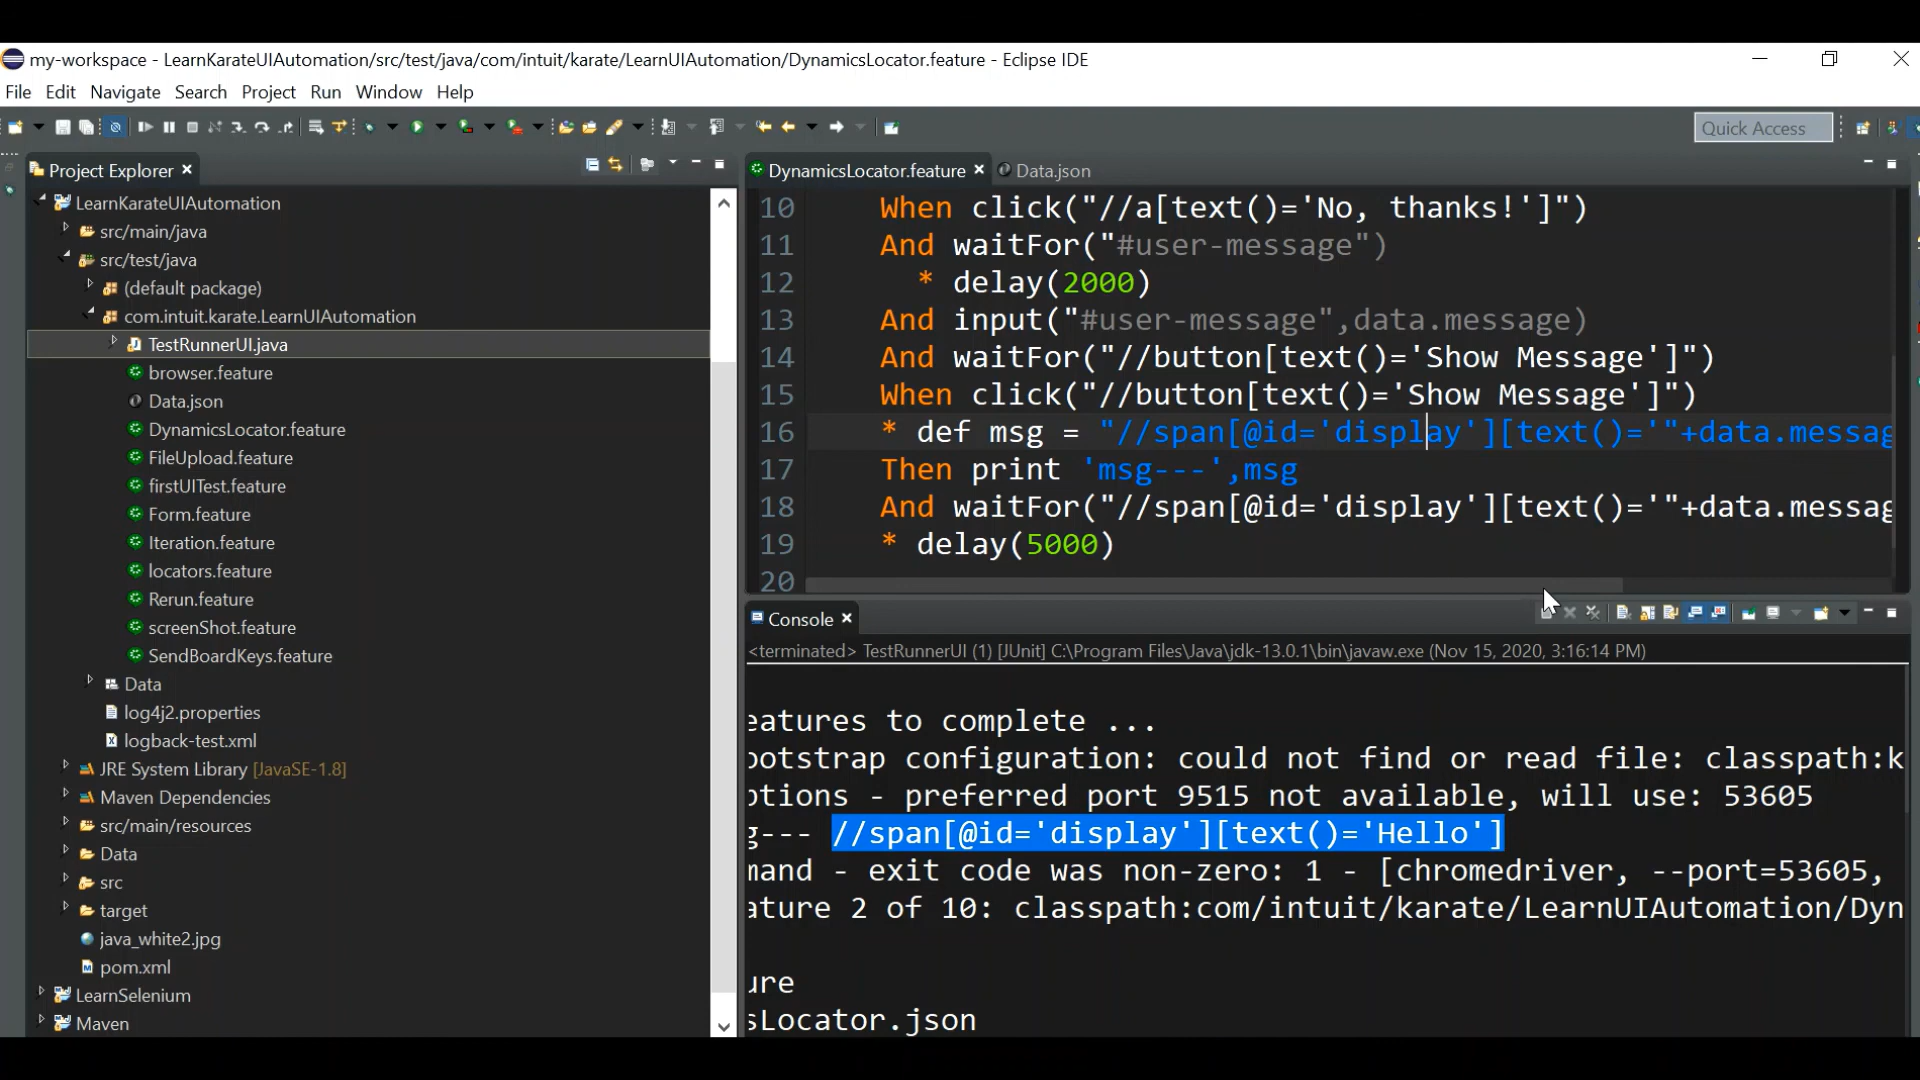 my-workspace - LearnKarateUIAutomation/src/test/java/com/intuit/karate/LearnUIAutomation/DynamicsLocator.feature - Eclipse IDE
File Edit Navigate Search Project Run Window Help
Quick Access
Project Explorer
LearnKarateUIAutomation
src/main/java
src/test/java
(default package)
com.intuit.karate.LearnUIAutomation
TestRunnerUI.java
browser.feature
Data.json
DynamicsLocator.feature
FileUpload.feature
firstUITest.feature
Form.feature
Iteration.feature
locators.feature
Rerun.feature
screenShot.feature
SendBoardKeys.feature
Data
log4j2.properties
logback-test.xml
JRE System Library [JavaSE-1.8]
Maven Dependencies
src/main/resources
Data
src
target
java_white2.jpg
pom.xml
LearnSelenium
Maven
DynamicsLocator.feature Data.json
10 When click("//a[text()='No, thanks!']")
11 And waitFor("#user-message")
12 * delay(2000)
13 And input("#user-message",data.message)
14 And waitFor("//button[text()='Show Message']")
15 When click("//button[text()='Show Message']")
16 * def msg = "//span[@id='display'][text()='"+data.messag
17 Then print 'msg---',msg
18 And waitFor("//span[@id='display'][text()='"+data.messag
19 * delay(5000)
20
Console
<terminated> TestRunnerUI (1) [JUnit] C:\Program Files\Java\jdk-13.0.1\bin\javaw.exe (Nov 15, 2020, 3:16:14 PM)
eatures to complete ...
ootstrap configuration: could not find or read file: classpath:k
ptions - preferred port 9515 not available, will use: 53605
g--- //span[@id='display'][text()='Hello']
mand - exit code was non-zero: 1 - [chromedriver, --port=53605,
ature 2 of 10: classpath:com/intuit/karate/LearnUIAutomation/Dyn
ure
sLocator.json